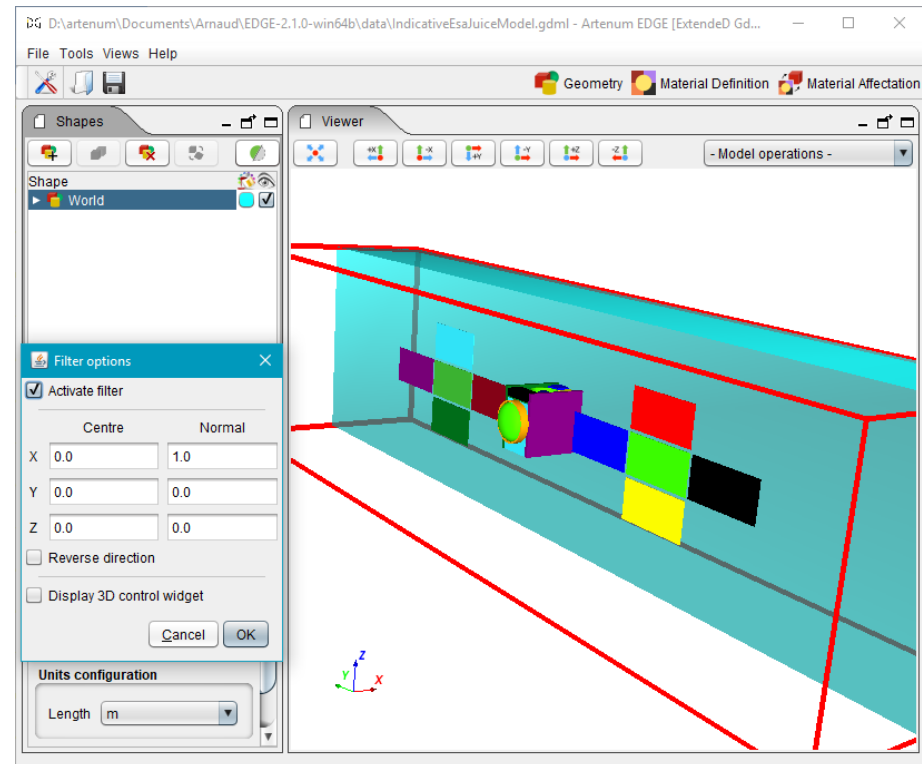 DG D:\artenum\Documents\Arnaud\EDGE-2.1.0-win64b\data\IndicativeEsaJuiceModel.gdml - Artenum EDGE [ExtendeD Gd...
File Tools Views Help
Geometry Material Definition Material Affectation
Shapes
Viewer
+X -X +Y -Y +Z -Z - Model operations -
Shape
World
Filter options
Activate filter
Centre Normal
X 0.0 1.0
Y 0.0 0.0
Z 0.0 0.0
Reverse direction
Display 3D control widget
Cancel OK
Units configuration
Length m
Z
Y
X